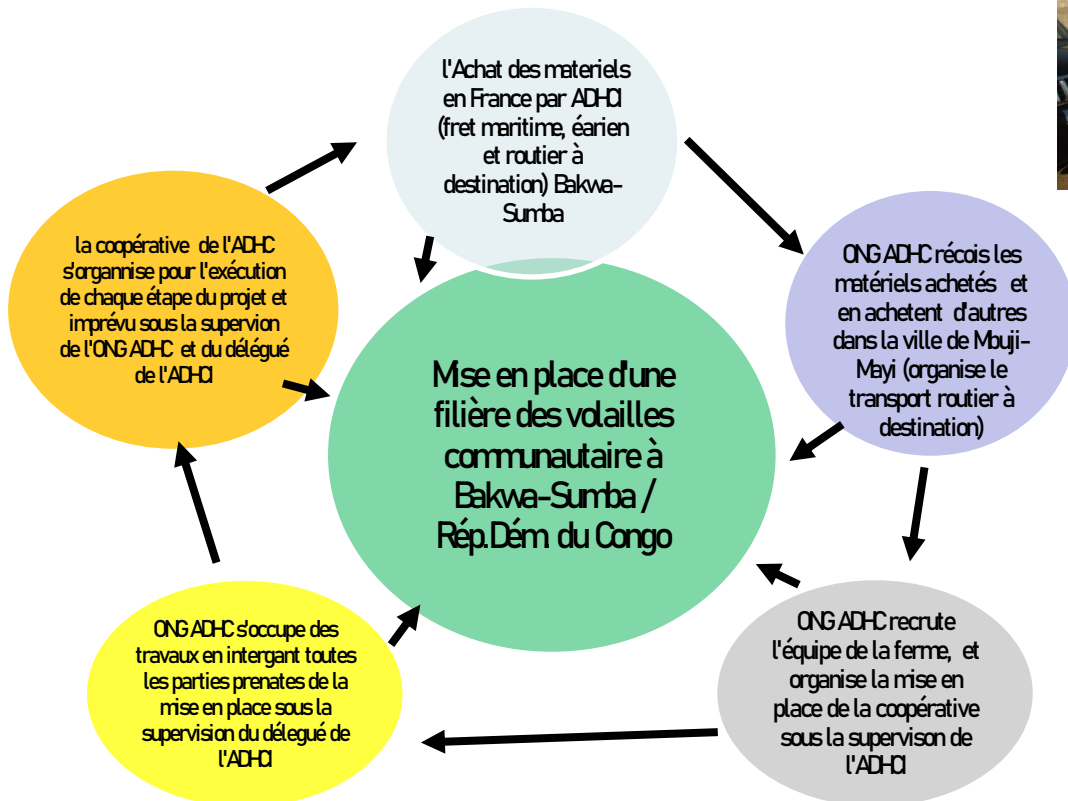 l'Achat des materiels
en France par ADHCI
(fret maritime, éarien
et routier à
destination) Bakwa-
Sumba
ONG ADHC récois les
matériels achetés et
en achetent d'autres
dans la ville de Mbuji-
Mayi (organise le
transport routier à
destination)
ONG ADHC recrute
l'équipe de la ferme, et
organise la mise en
place de la coopérative
sous la supervison de
l'ADHCI
ONG ADHC s'occupe des
travaux en intergant toutes
les parties prenates de la
mise en place sous la
supervision du délegué de
l'ADHCI
la coopérative de l'ADHC
s'organnise pour l'exécution
de chaque étape du projet et
imprévu sous la supervion
de l'ONG ADHC et du délégué
de l'ADHCI
Mise en place d'une
filière des volailles
communautaire à
Bakwa-Sumba /
Rép.Dém. du Congo